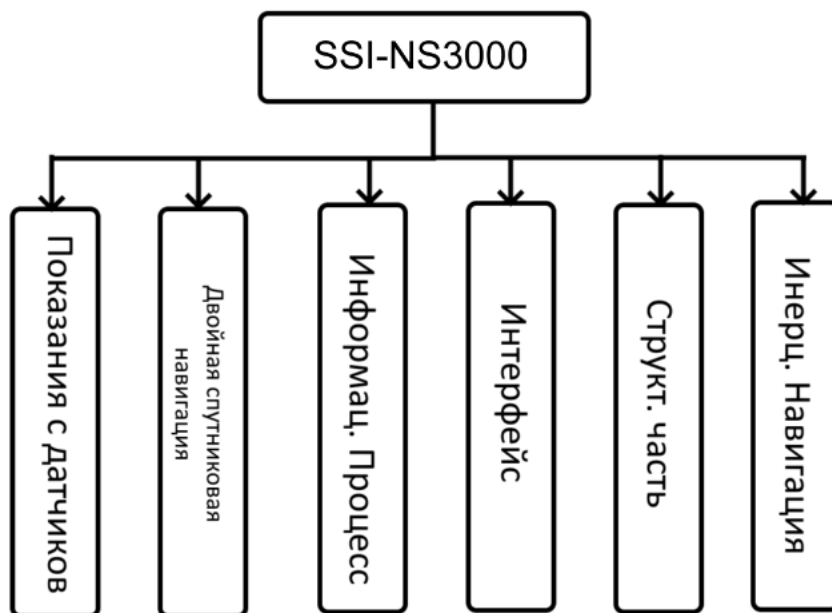 SSI-NS3000
Показания с датчиков
Двойная спутниковая
навигация
Информац. Процесс
Интерфейс
Структ. часть
Инерц. Навигация